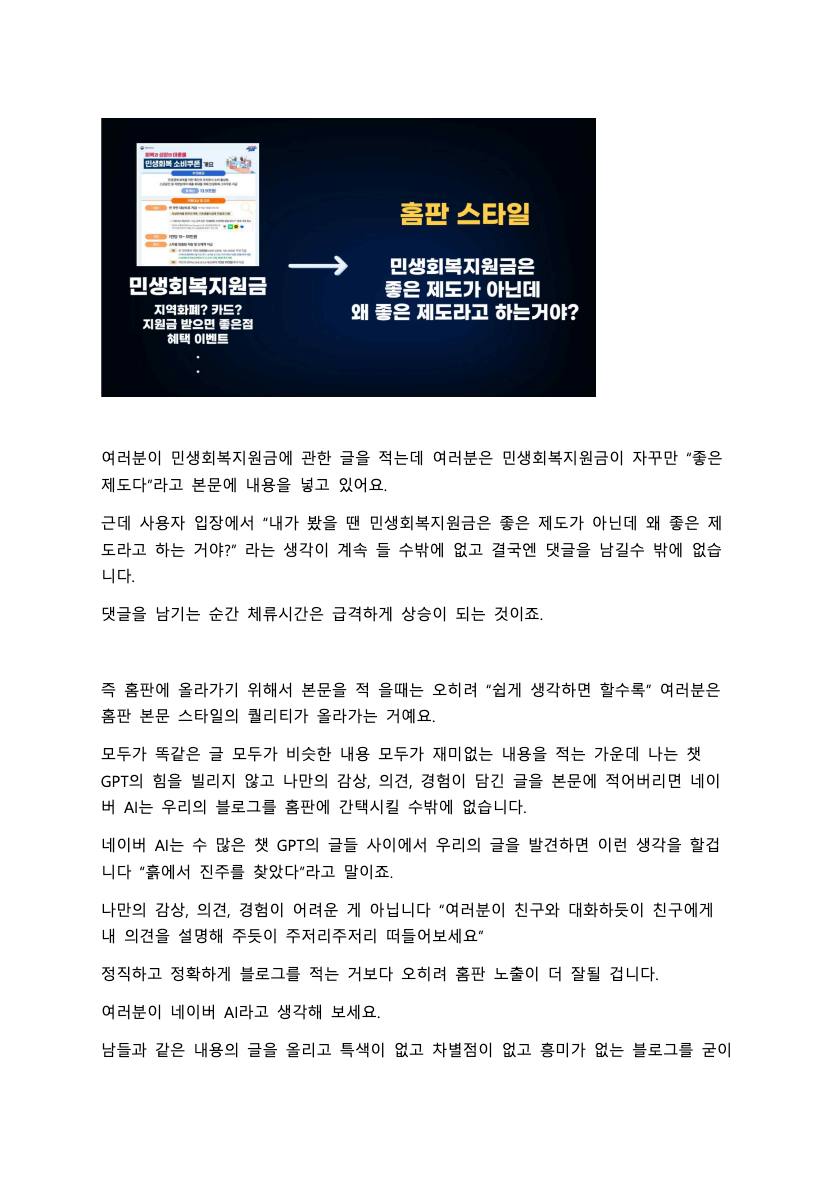 회복과 성장의 마중물
민생회복 소비쿠폰 개요
민생회복지원금
지역화폐? 카드?
지원금 받으면 좋은점
혜택 이벤트
홈판 스타일
민생회복지원금은
좋은 제도가 아닌데
왜 좋은 제도라고 하는거야?
여러분이 민생회복지원금에 관한 글을 적는데 여러분은 민생회복지원금이 자꾸만 “좋은
제도다”라고 본문에 내용을 넣고 있어요.
근데 사용자 입장에서 “내가 봤을 땐 민생회복지원금은 좋은 제도가 아닌데 왜 좋은 제
도라고 하는 거야?” 라는 생각이 계속 들 수밖에 없고 결국엔 댓글을 남길수 밖에 없습
니다.
댓글을 남기는 순간 체류시간은 급격하게 상승이 되는 것이죠.
즉 홈판에 올라가기 위해서 본문을 적 을때는 오히려 “쉽게 생각하면 할수록” 여러분은
홈판 본문 스타일의 퀄리티가 올라가는 거예요.
모두가 똑같은 글 모두가 비슷한 내용 모두가 재미없는 내용을 적는 가운데 나는 챗
GPT의 힘을 빌리지 않고 나만의 감상, 의견, 경험이 담긴 글을 본문에 적어버리면 네이
버 AI는 우리의 블로그를 홈판에 간택시킬 수밖에 없습니다.
네이버 AI는 수 많은 챗 GPT의 글들 사이에서 우리의 글을 발견하면 이런 생각을 할겁
니다 “흙에서 진주를 찾았다”라고 말이죠.
나만의 감상, 의견, 경험이 어려운 게 아닙니다 “여러분이 친구와 대화하듯이 친구에게
내 의견을 설명해 주듯이 주저리주저리 떠들어보세요”
정직하고 정확하게 블로그를 적는 거보다 오히려 홈판 노출이 더 잘될 겁니다.
여러분이 네이버 AI라고 생각해 보세요.
남들과 같은 내용의 글을 올리고 특색이 없고 차별점이 없고 흥미가 없는 블로그를 굳이